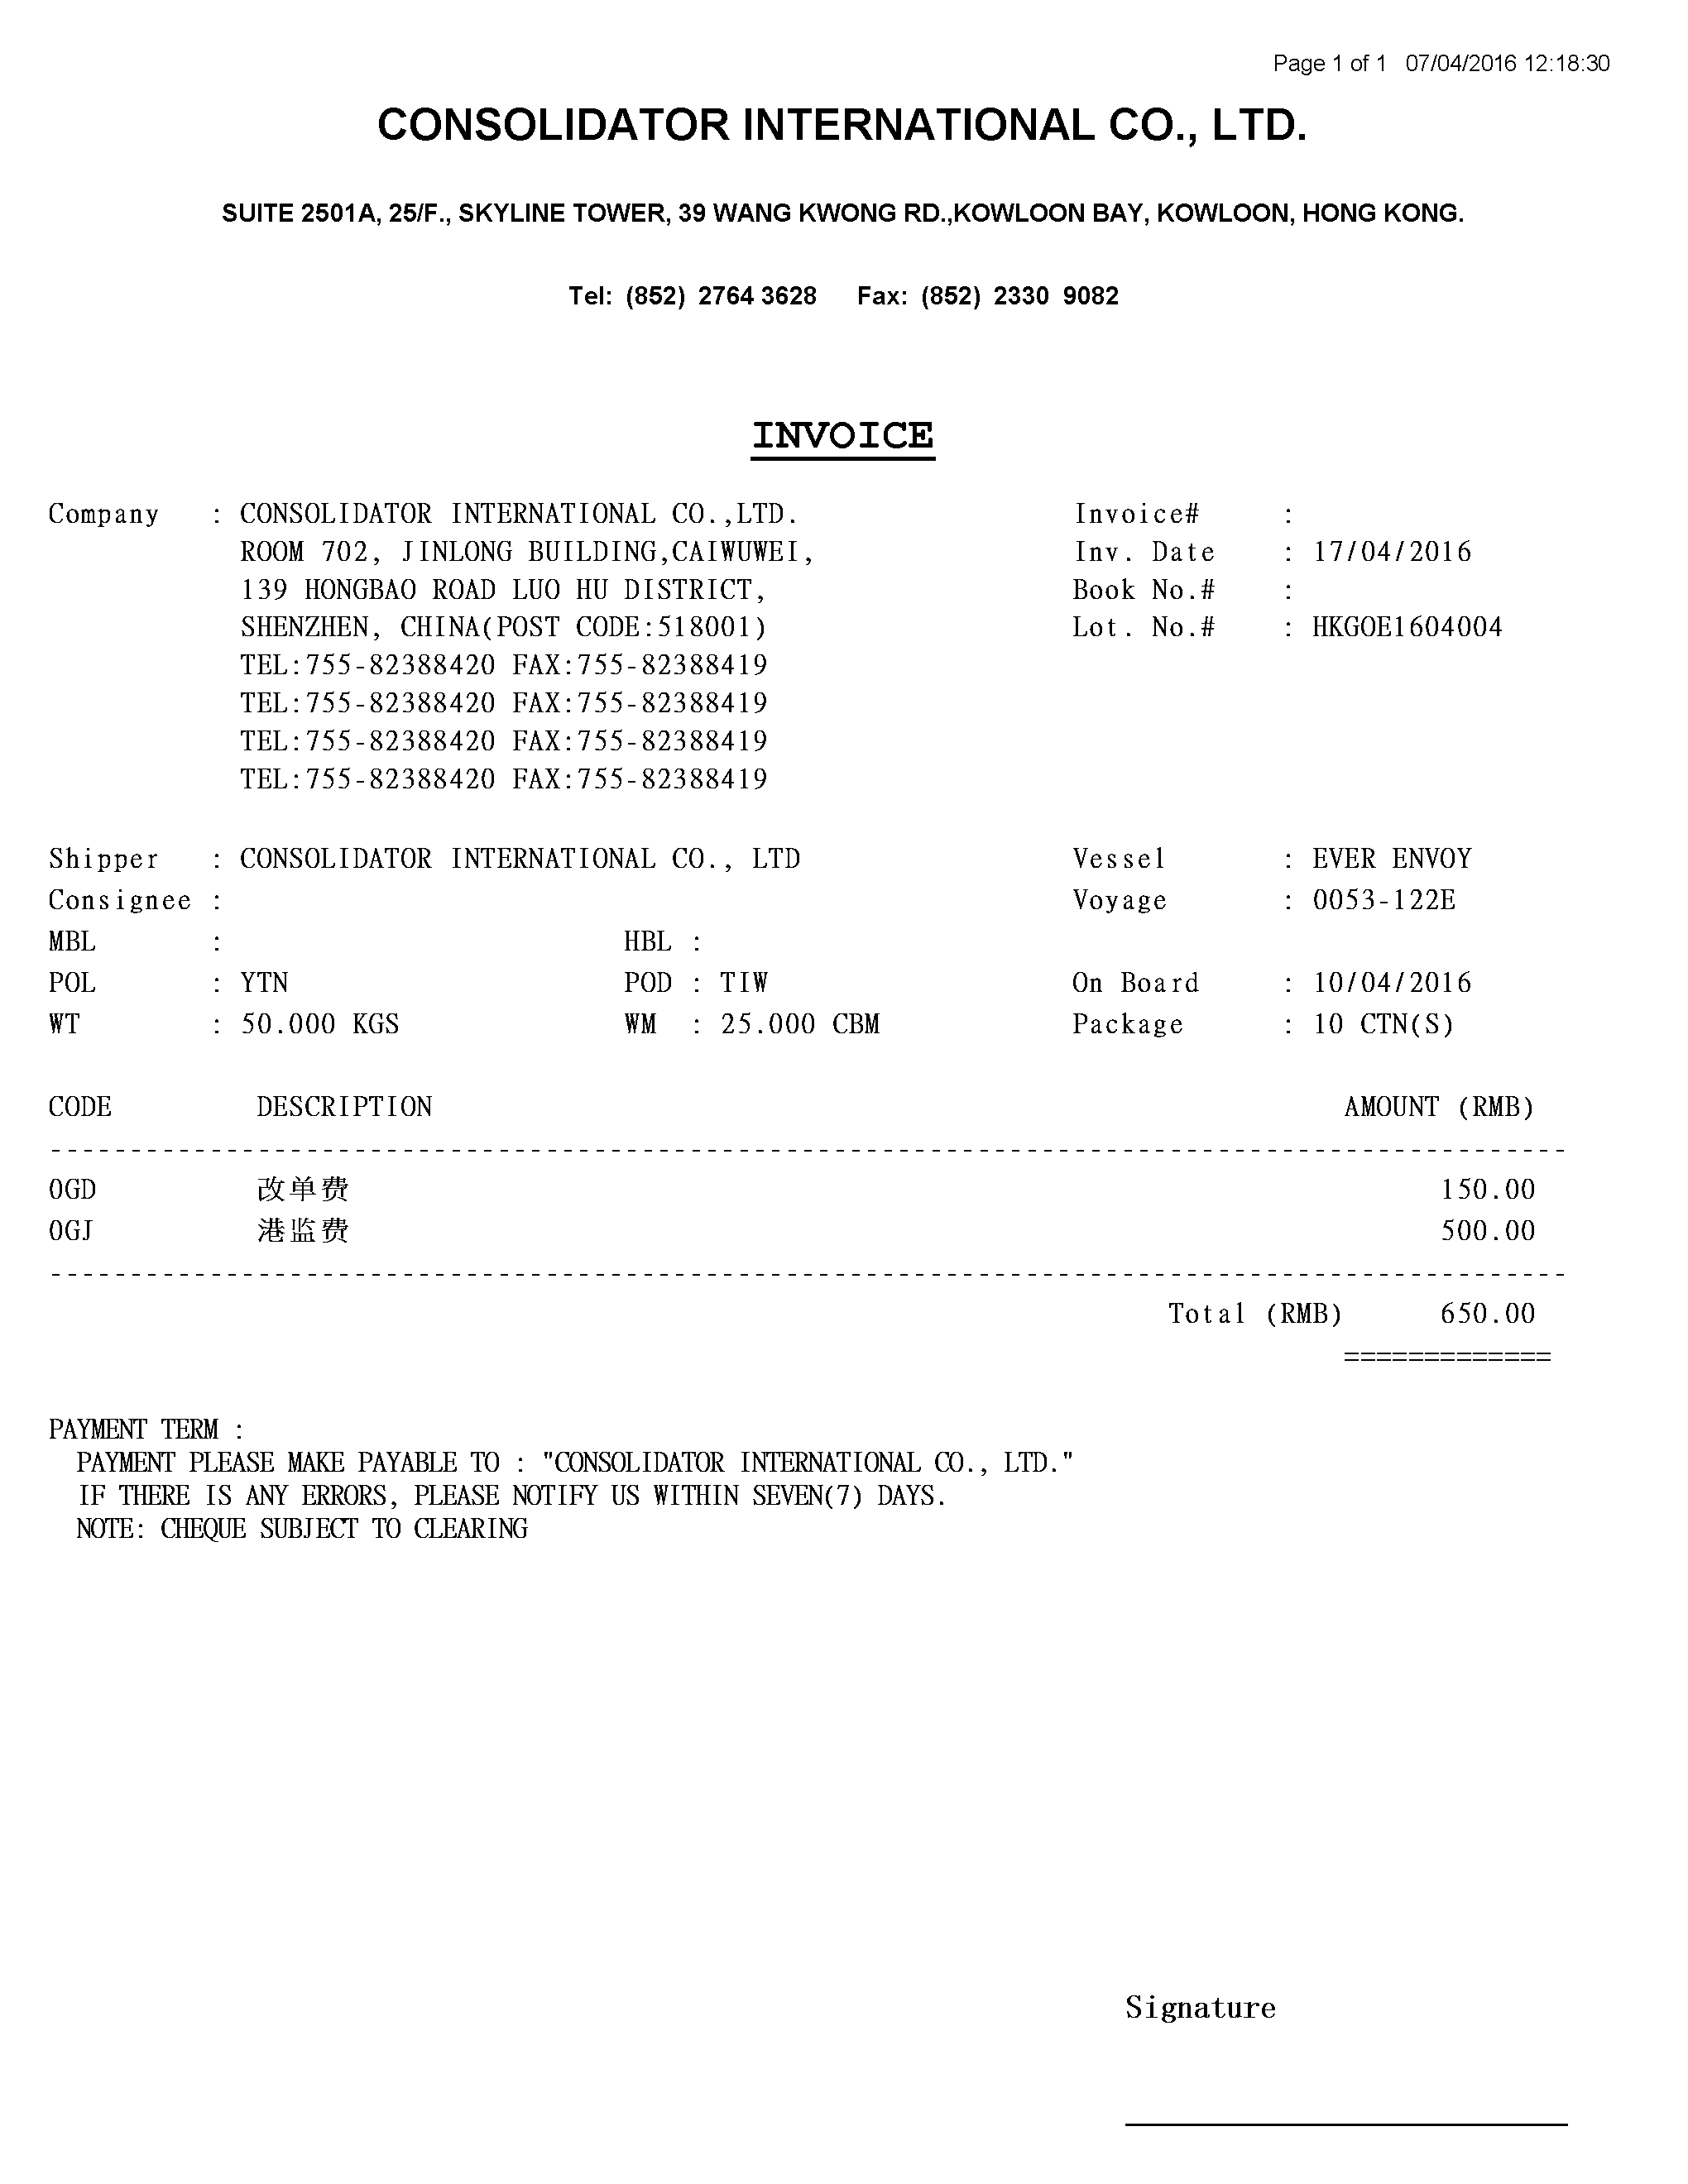 Page 1 of 1 07/04/2016 12:18:30
CONSOLIDATOR INTERNATIONAL CO., LTD.
SUITE 2501A, 25/F., SKYLINE TOWER, 39 WANG KWONG RD.,KOWLOON BAY, KOWLOON, HONG KONG.
Tel: (852) 2764 3628 Fax: (852) 2330 9082
INVOICE
Company : CONSOLIDATOR INTERNATIONAL CO.,LTD. Invoice# :
ROOM 702, JINLONG BUILDING,CAIWUWEI, Inv. Date : 17/04/2016
139 HONGBAO ROAD LUO HU DISTRICT, Book No.# :
SHENZHEN, CHINA(POST CODE:518001) Lot. No.# : HKGOE1604004
TEL:755-82388420 FAX:755-82388419
TEL:755-82388420 FAX:755-82388419
TEL:755-82388420 FAX:755-82388419
TEL:755-82388420 FAX:755-82388419
Shipper : CONSOLIDATOR INTERNATIONAL CO., LTD Vessel : EVER ENVOY
Consignee : Voyage : 0053-122E
MBL : HBL :
POL : YTN POD : TIW On Board : 10/04/2016
WT : 50.000 KGS WM : 25.000 CBM Package : 10 CTN(S)
CODE DESCRIPTION AMOUNT (RMB)
0GD 改单费 150.00
0GJ 港监费 500.00
Total (RMB) 650.00
=============
PAYMENT TERM :
PAYMENT PLEASE MAKE PAYABLE TO : "CONSOLIDATOR INTERNATIONAL CO., LTD."
IF THERE IS ANY ERRORS, PLEASE NOTIFY US WITHIN SEVEN(7) DAYS.
NOTE: CHEQUE SUBJECT TO CLEARING
Signature